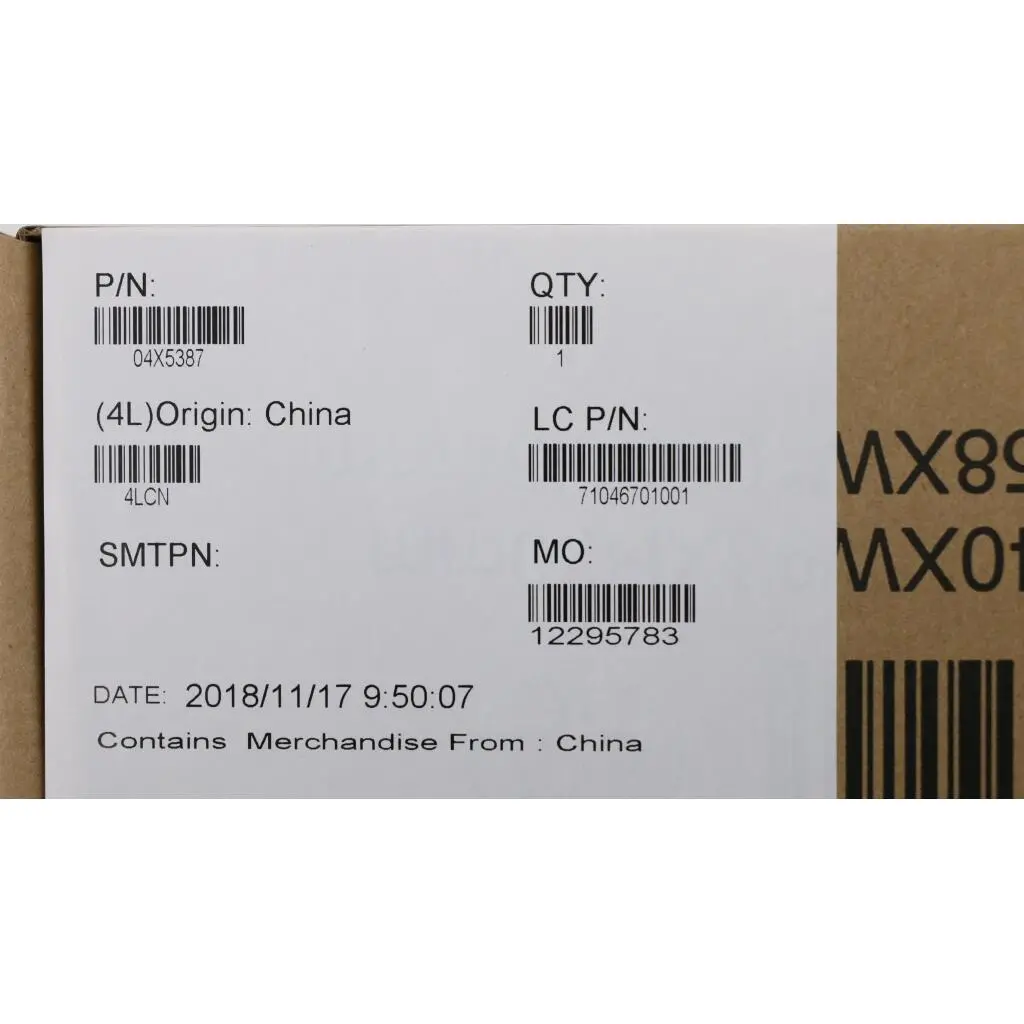 P/N:
04X5387
QTY:
1
(4L)Origin: China
4LCN
LC P/N:
71046701001
SMTPN:
MO:
12295783
DATE: 2018/11/17 9:50:07
Contains Merchandise From : China